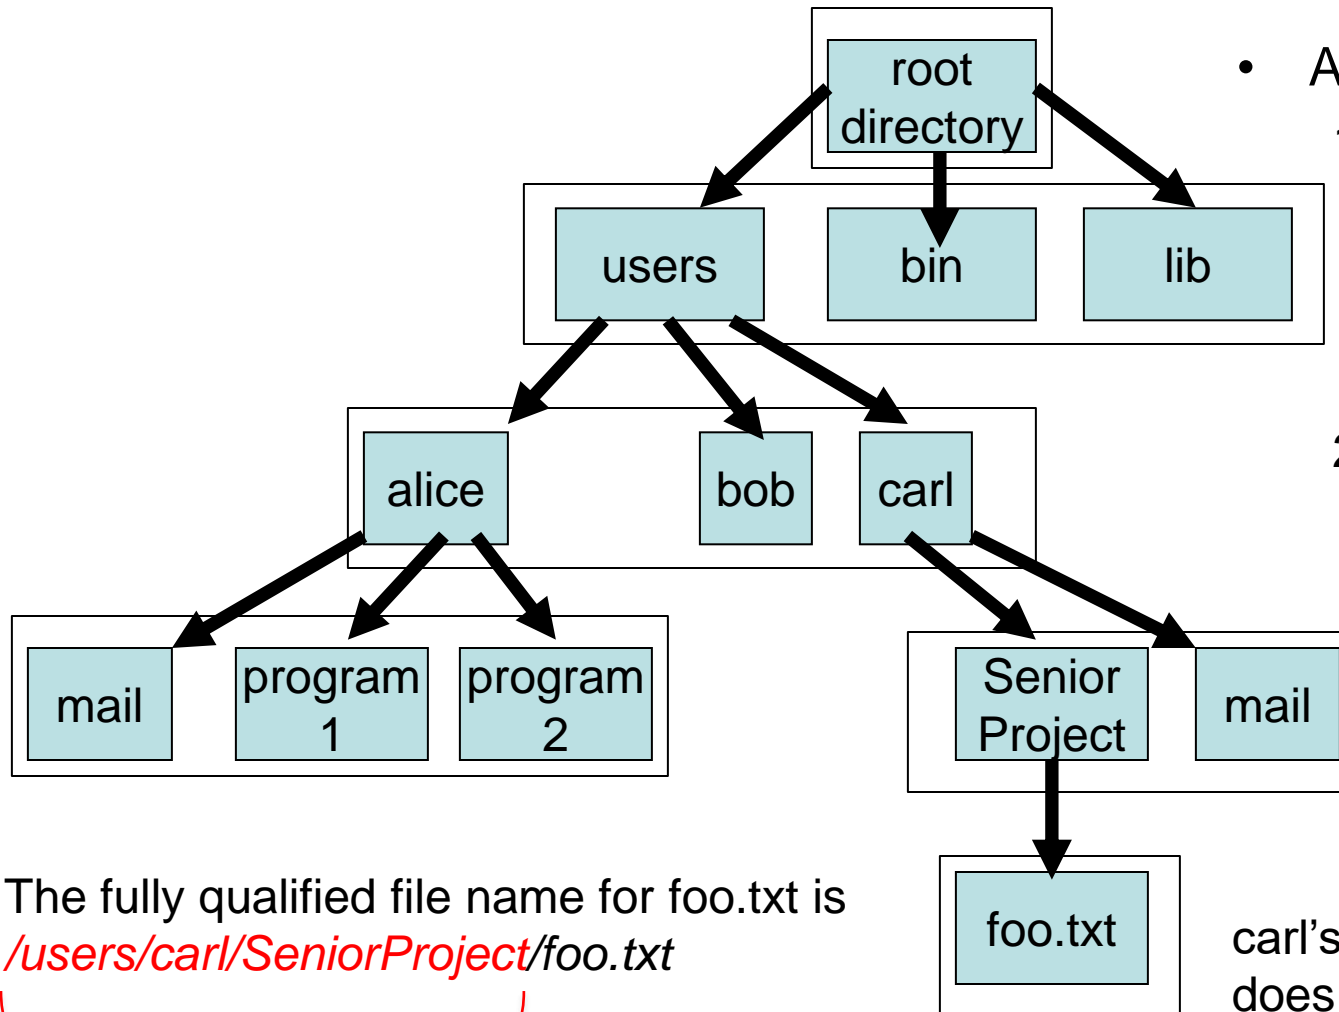 root
directory
• A
users
bin
lib
alice
bob
carl
mail
program
1
program
2
Senior
Project
mail
foo.txt
The fully qualified file name for foo.txt is
/users/carl/SeniorProject/foo.txt
carl's
does